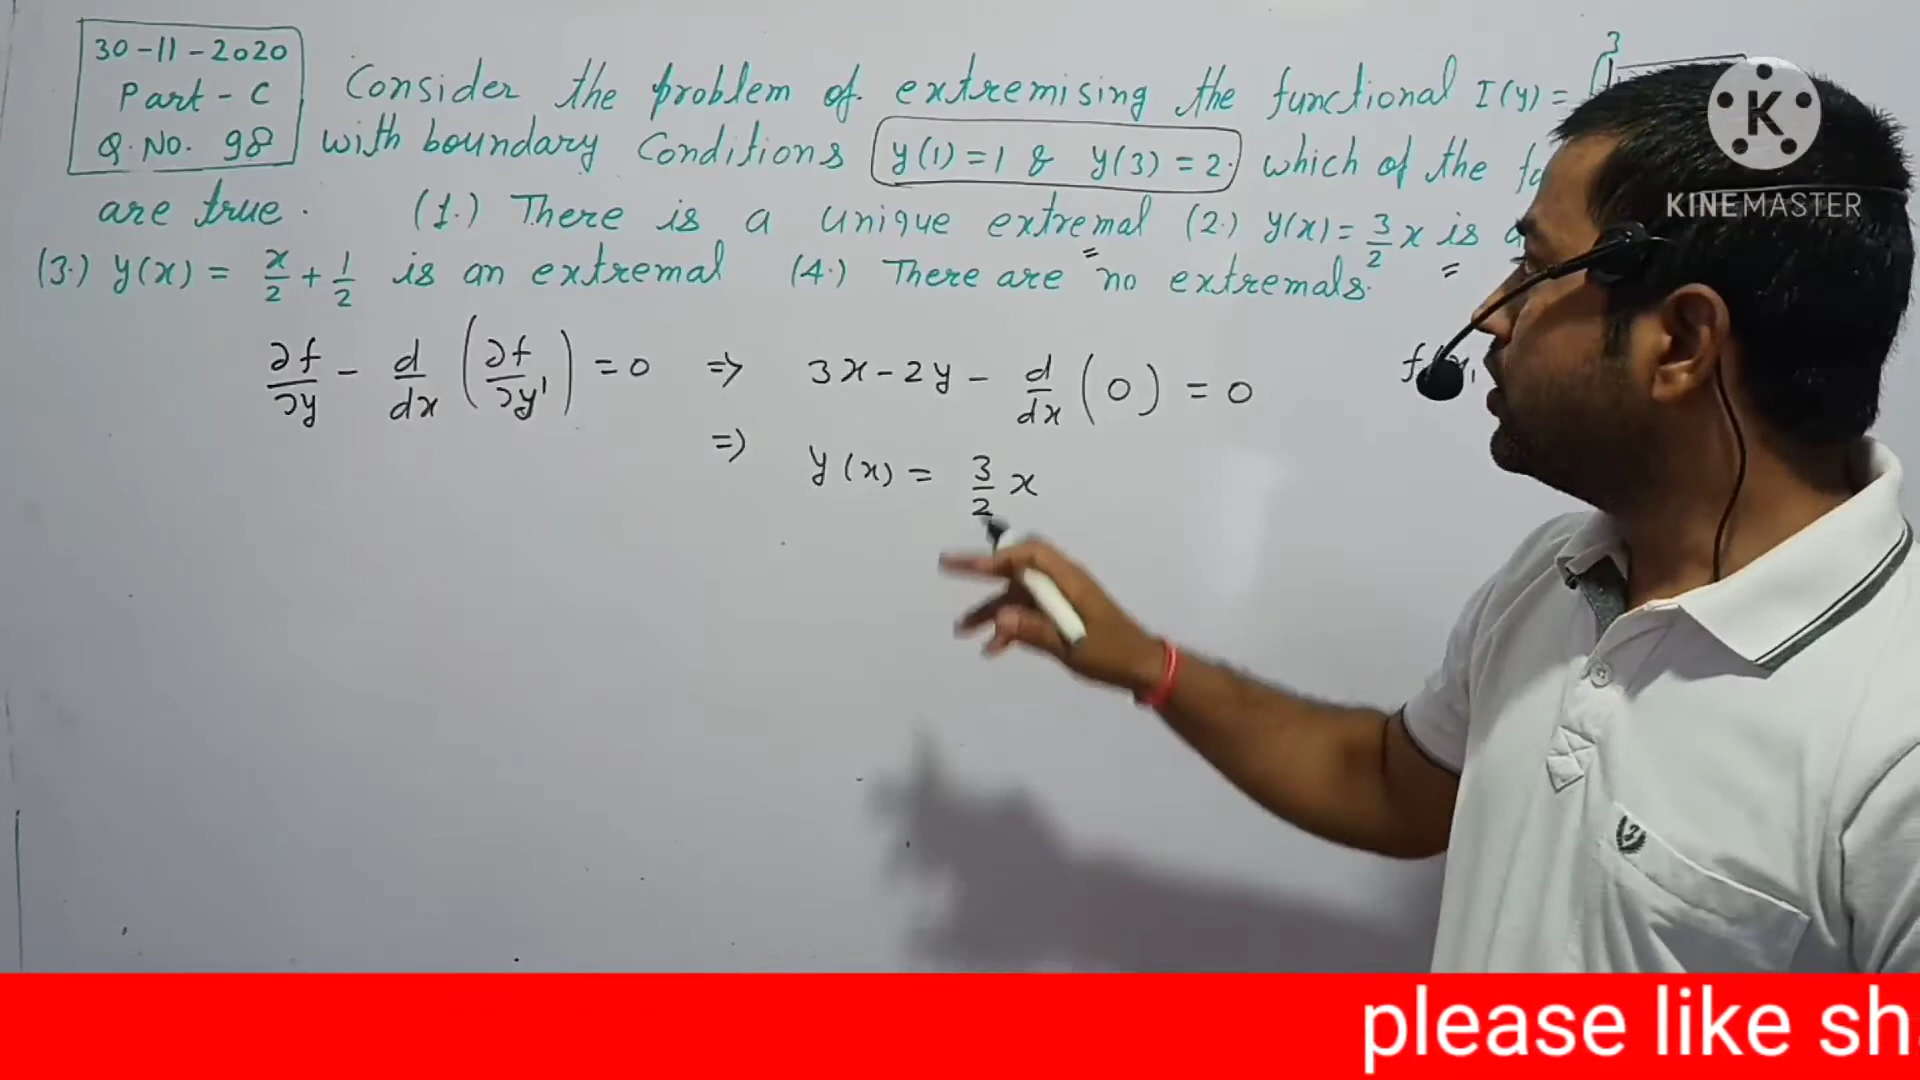 30-11-2020
Part-C
Q.No. 98
Consider the problem of extremising the functional I(y) = ∫ 3 1
with boundary Conditions y(1)=1 & y(3)=2. which of the
are true. (1.) There is a unique extremal (2.) y(x)= 3/2 x is
(3.) y(x) = x/2 + 1/2 is an extremal (4.) There are no extremals.
∂f/∂y - d/dx (∂f/∂y') = 0 => 3x-2y - d/dx (0) = 0
=> y(x) = 3/2 x
K
KINEMASTER
please like sh